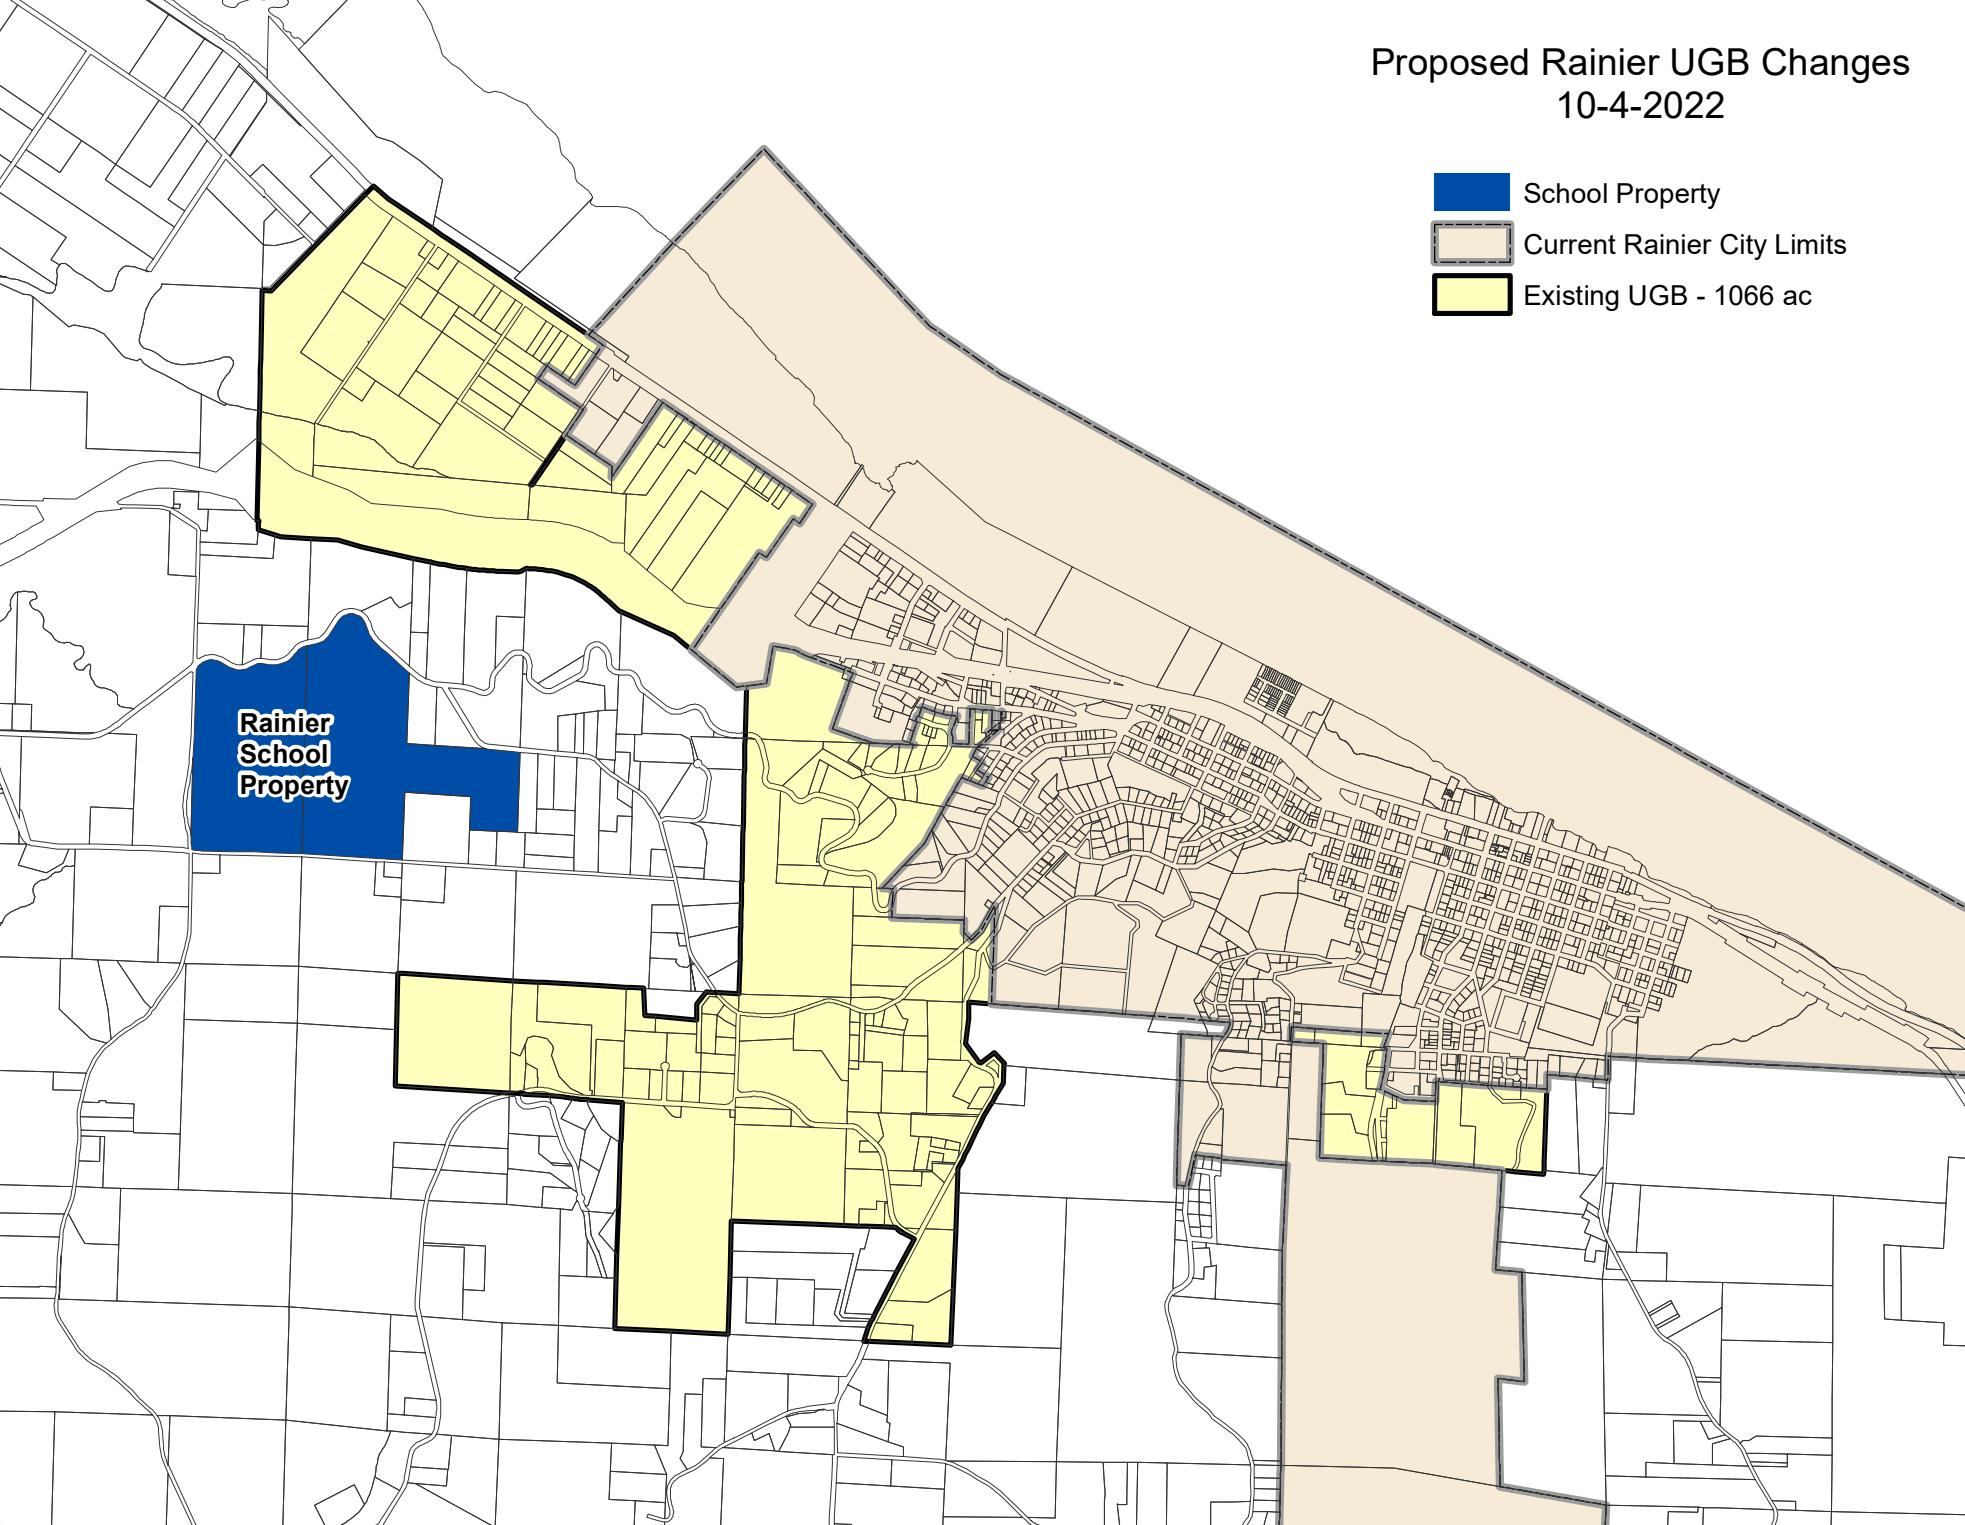 Proposed Rainier UGB Changes
10-4-2022
School Property
Current Rainier City Limits
Existing UGB - 1066 ac
Rainier
School
Property